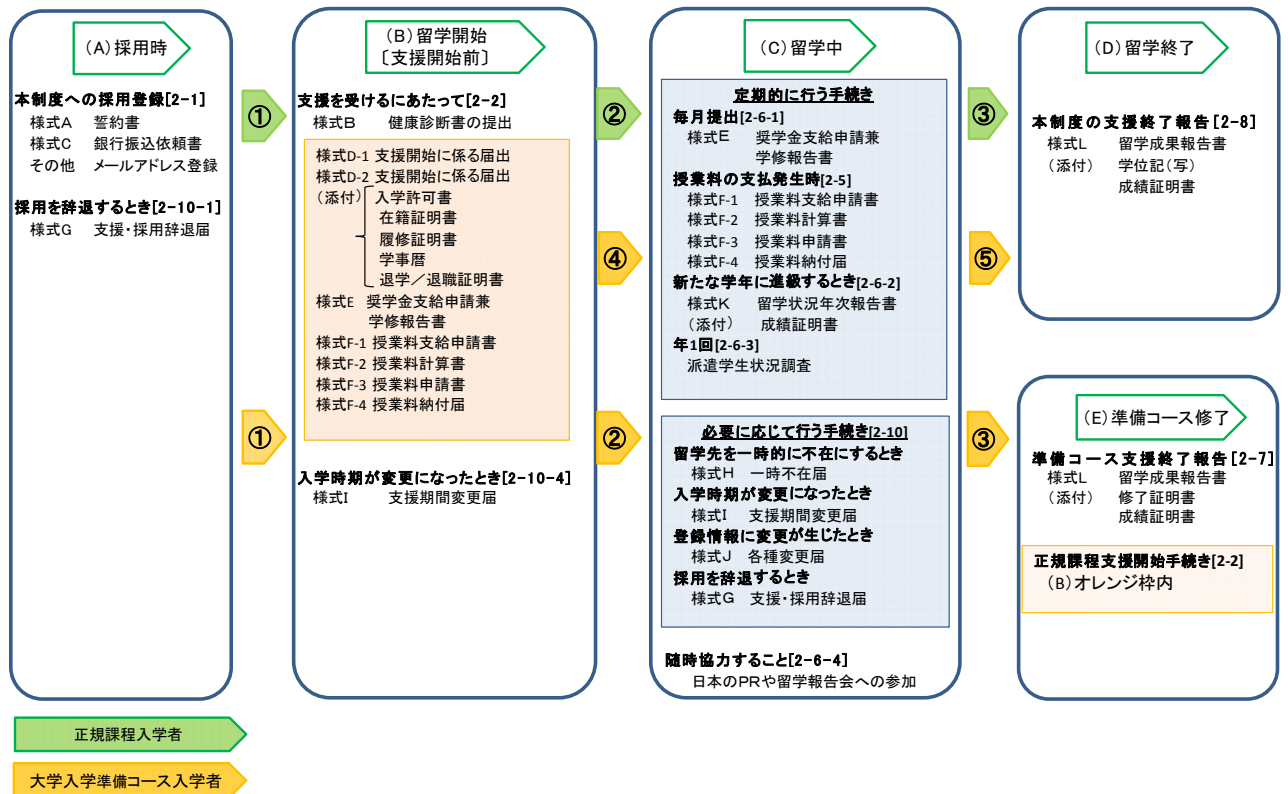 (A)採用時
本制度への採用登録[2-1]
様式A 誓約書
様式C 銀行振込依頼書
その他 メールアドレス登録
採用を辞退するとき[2-10-1]
様式G 支援・採用辞退届
①
①
(B)留学開始
〔支援開始前〕
支援を受けるにあたって[2-2]
様式B 健康診断書の提出
様式D-1 支援開始に係る届出
様式D-2 支援開始に係る届出
(添付) 入学許可書
在籍証明書
履修証明書
学事暦
退学/退職証明書
様式E 奨学金支給申請兼
学修報告書
様式F-1 授業料支給申請書
様式F-2 授業料計算書
様式F-3 授業料申請書
様式F-4 授業料納付届
入学時期が変更になったとき[2-10-4]
様式I 支援期間変更届
②
④
②
(C)留学中
定期的に行う手続き
毎月提出[2-6-1]
様式E 奨学金支給申請兼
学修報告書
授業料の支払発生時[2-5]
様式F-1 授業料支給申請書
様式F-2 授業料計算書
様式F-3 授業料申請書
様式F-4 授業料納付届
新たな学年に進級するとき[2-6-2]
様式K 留学状況年次報告書
(添付) 成績証明書
年1回[2-6-3]
派遣学生状況調査
必要に応じて行う手続き[2-10]
留学先を一時的に不在にするとき
様式H 一時不在届
入学時期が変更になったとき
様式I 支援期間変更届
登録情報に変更が生じたとき
様式J 各種変更届
採用を辞退するとき
様式G 支援・採用辞退届
随時協力すること[2-6-4]
日本のPRや留学報告会への参加
③
⑤
③
(D)留学終了
本制度の支援終了報告[2-8]
様式L 留学成果報告書
(添付) 学位記(写)
成績証明書
(E)準備コース修了
準備コース支援終了報告[2-7]
様式L 留学成果報告書
(添付) 修了証明書
成績証明書
正規課程支援開始手続き[2-2]
(B)オレンジ枠内
正規課程入学者
大学入学準備コース入学者